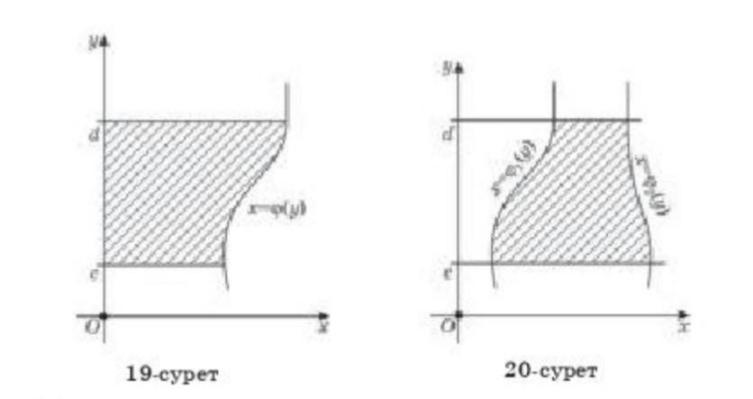 y
d
x=φ(y)
c
O
x
19-сурет
y
d
x=φ₁(y)
x=φ₂(y)
c
O
x
20-сурет